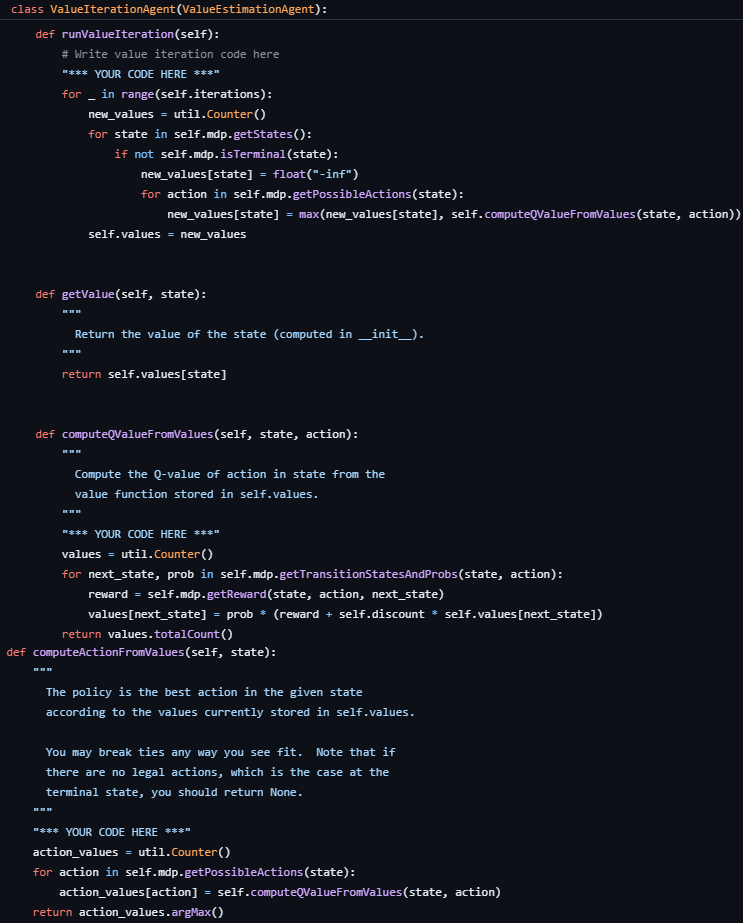 class ValueIterationAgent(ValueEstimationAgent):
def runValueIteration(self):
# Write value iteration code here
"*** YOUR CODE HERE ***"
for _ in range(self.iterations):
new_values = util.Counter()
for state in self.mdp.getStates():
if not self.mdp.isTerminal(state):
new_values[state] = float("-inf")
for action in self.mdp.getPossibleActions(state):
new_values[state] = max(new_values[state], self.computeQValueFromValues(state, action))
self.values = new_values
def getValue(self, state):
"""
Return the value of the state (computed in __init__).
"""
return self.values[state]
def computeQValueFromValues(self, state, action):
"""
Compute the Q-value of action in state from the
value function stored in self.values.
"""
"*** YOUR CODE HERE ***"
values = util.Counter()
for next_state, prob in self.mdp.getTransitionStatesAndProbs(state, action):
reward = self.mdp.getReward(state, action, next_state)
values[next_state] = prob * (reward + self.discount * self.values[next_state])
return values.totalCount()
def computeActionFromValues(self, state):
"""
The policy is the best action in the given state
according to the values currently stored in self.values.
You may break ties any way you see fit.  Note that if
there are no legal actions, which is the case at the
terminal state, you should return None.
"""
"*** YOUR CODE HERE ***"
action_values = util.Counter()
for action in self.mdp.getPossibleActions(state):
action_values[action] = self.computeQValueFromValues(state, action)
return action_values.argMax()